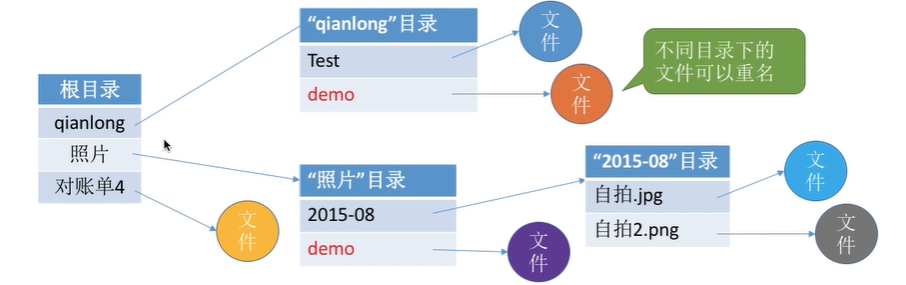 根目录
qianlong
照片
对账单4
文
件
“qianlong”目录
Test
demo
文
件
文
件
不同目录下的
文件可以重名
“照片”目录
2015-08
demo
文
件
“2015-08”目录
自拍.jpg
自拍2.png
文
件
文
件